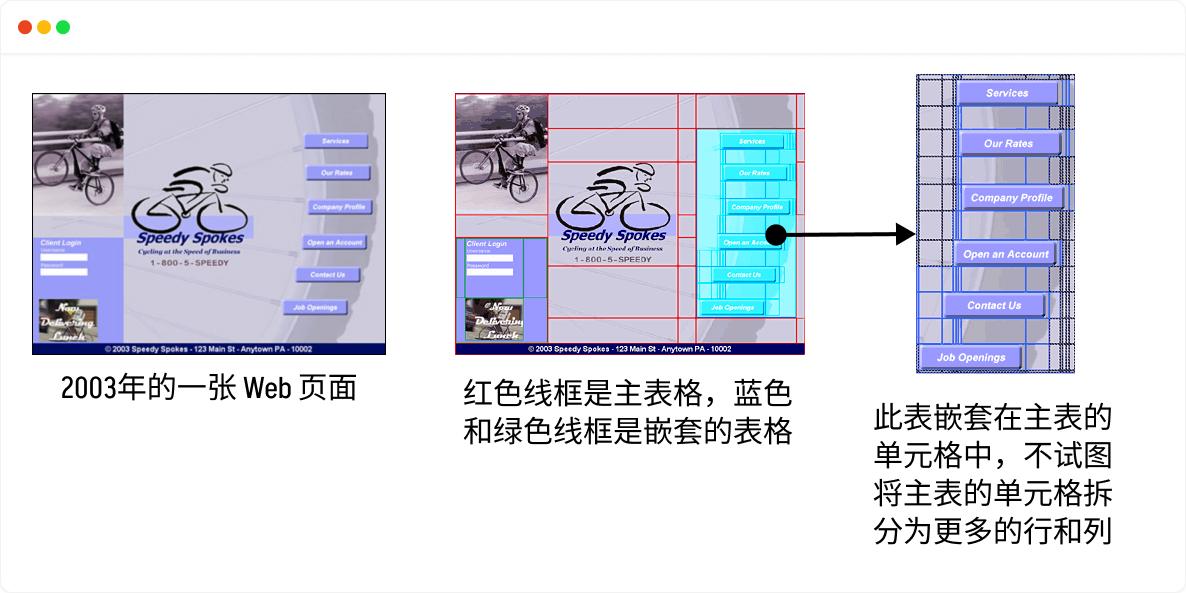 Services
Our Rates
Company Profile
Open an Account
Contact Us
Job Openings
Speedy Spokes
Cycling at the Speed of Business
1-800-5-SPEEDY
Client Login
Username
Password
Now
Delivering
Lunch
© 2003 Speedy Spokes - 123 Main St - Anytown PA - 10002
2003年的一张 Web 页面
Services
Our Rates
Company Profile
Open an Accou
Contact Us
Job Openings
Speedy Spokes
Cycling at the Speed of Business
1-800-5-SPEEDY
Client Login
Username
Password
Now
Delivering
Lunch
© 2003 Speedy Spokes - 123 Main St - Anytown PA - 10002
红色线框是主表格，蓝色
和绿色线框是嵌套的表格
Services
Our Rates
Company Profile
Open an Account
Contact Us
Job Openings
此表嵌套在主表的
单元格中，不试图
将主表的单元格拆
分为更多的行和列